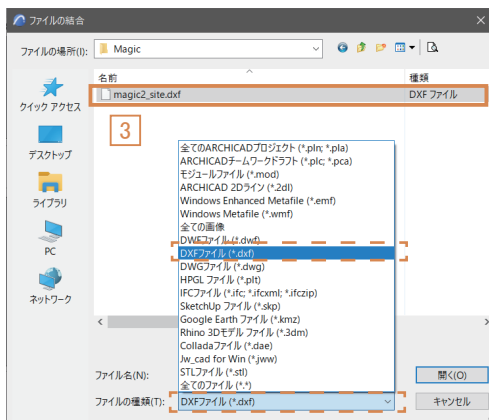 ファイルの結合
ファイルの場所(I):
Magic
名前
種類
magic2_site.dxf
DXF ファイル
3
クイック アクセス
デスクトップ
ライブラリ
PC
ネットワーク
全てのARCHICADプロジェクト (*.pln; *.pla)
ARCHICADチームワークドラフト (*.plc; *.pca)
モジュールファイル (*.mod)
ARCHICAD 2Dライン (*.2dl)
Windows Enhanced Metafile (*.emf)
Windows Metafile (*.wmf)
全ての画像
DWFファイル (*.dwf)
DXFファイル (*.dxf)
DWGファイル (*.dwg)
HPGL ファイル (*.plt)
IFCファイル (*.ifc; *.ifcxml; *.ifczip)
SketchUp ファイル (*.skp)
Google Earth ファイル (*.kmz)
Rhino 3Dモデル ファイル (*.3dm)
Colladaファイル (*.dae)
Jw_cad for Win (*.jww)
STLファイル (*.stl)
全てのファイル (*.*)
ファイル名(N):
開く(O)
ファイルの種類(T):
DXFファイル (*.dxf)
キャンセル